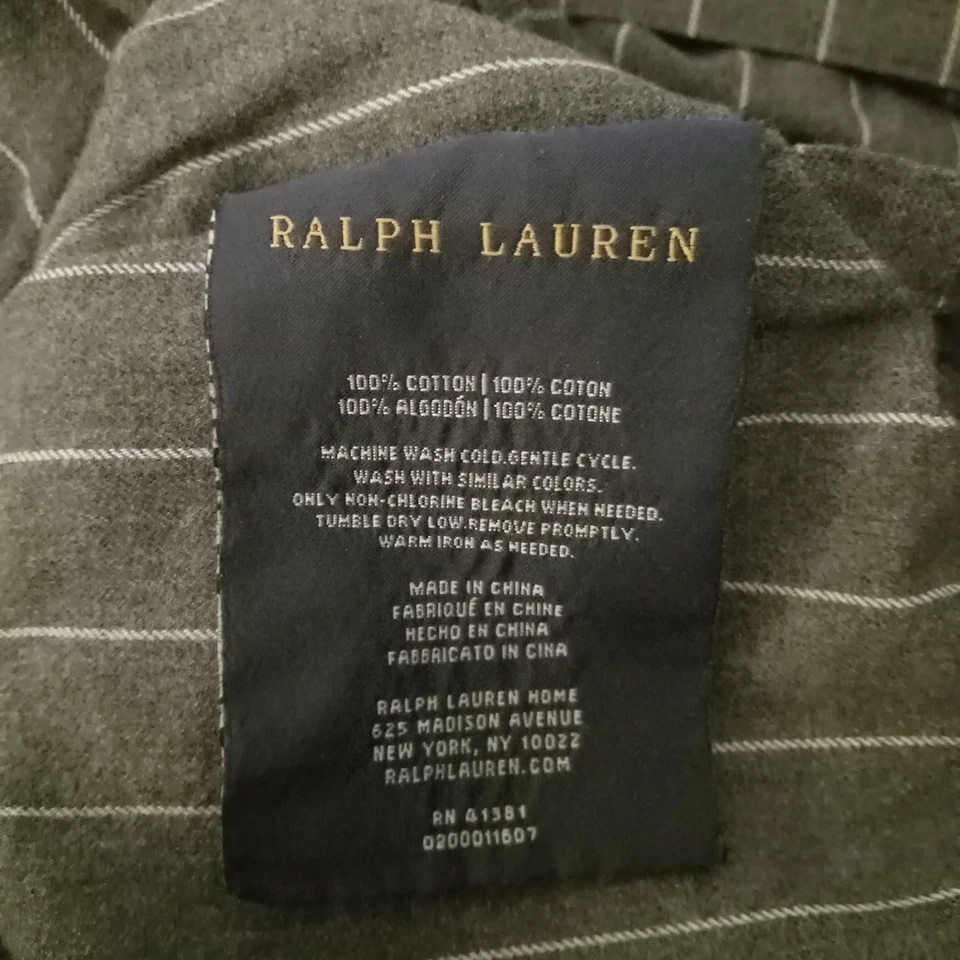 RALPH LAUREN
100% COTTON | 100% COTON
100% ALGODÓN | 100% COTONE
MACHINE WASH COLD.GENTLE CYCLE.
WASH WITH SIMILAR COLORS.
ONLY NON-CHLORINE BLEACH WHEN NEEDED.
TUMBLE DRY LOW.REMOVE PROMPTLY.
WARM IRON AS NEEDED.
MADE IN CHINA
FABRIQUÉ EN CHINE
HECHO EN CHINA
FABBRICATO IN CINA
RALPH LAUREN HOME
625 MADISON AVENUE
NEW YORK, NY 10022
RALPHLAUREN.COM
RN 41381
0200011607